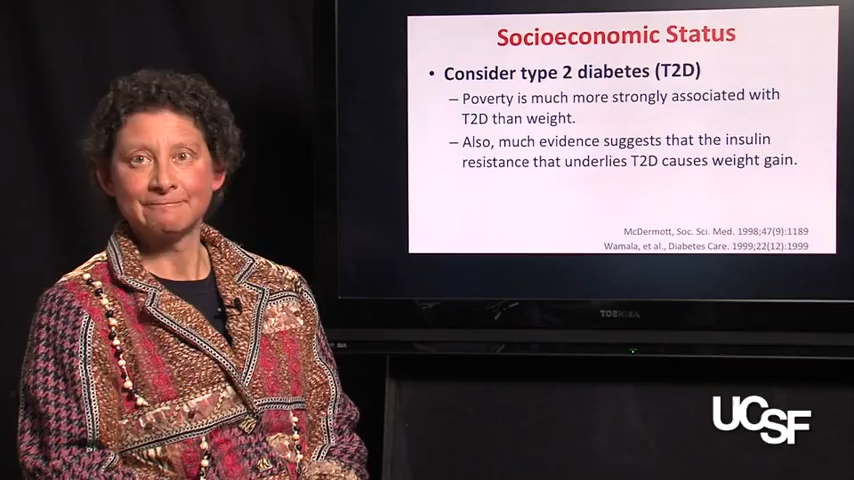 Socioeconomic Status
• Consider type 2 diabetes (T2D)
– Poverty is much more strongly associated with
T2D than weight.
– Also, much evidence suggests that the insulin
resistance that underlies T2D causes weight gain.
McDermott, Soc. Sci. Med. 1998;47(9):1189
Wamala, et al., Diabetes Care. 1999;22(12):1999
TOSHIBA
UCSF